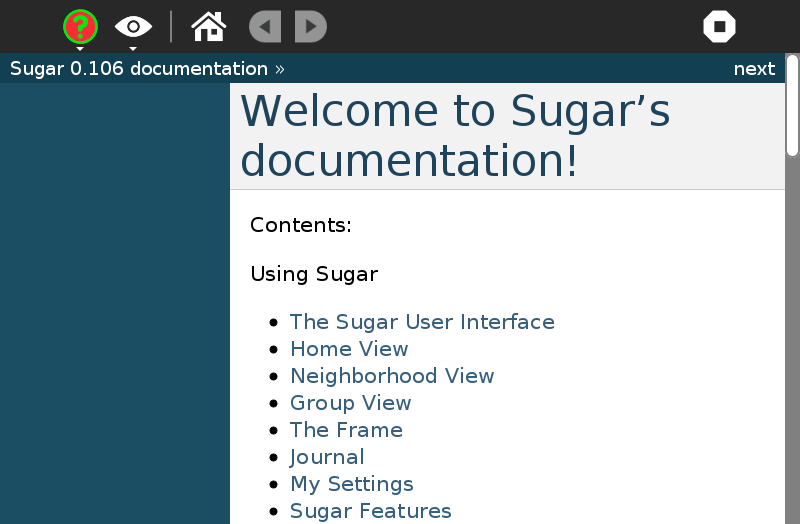 ?
Sugar 0.106 documentation »
next
Welcome to Sugar’s
documentation!
Contents:
Using Sugar
The Sugar User Interface
Home View
Neighborhood View
Group View
The Frame
Journal
My Settings
Sugar Features